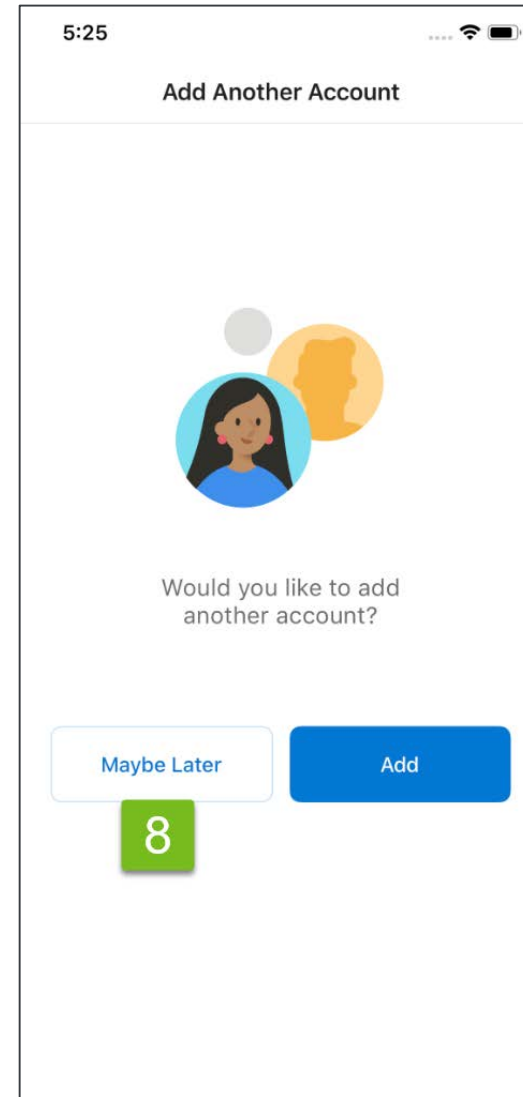 5:25
Add Another Account
Would you like to add
another account?
Maybe Later
Add
8